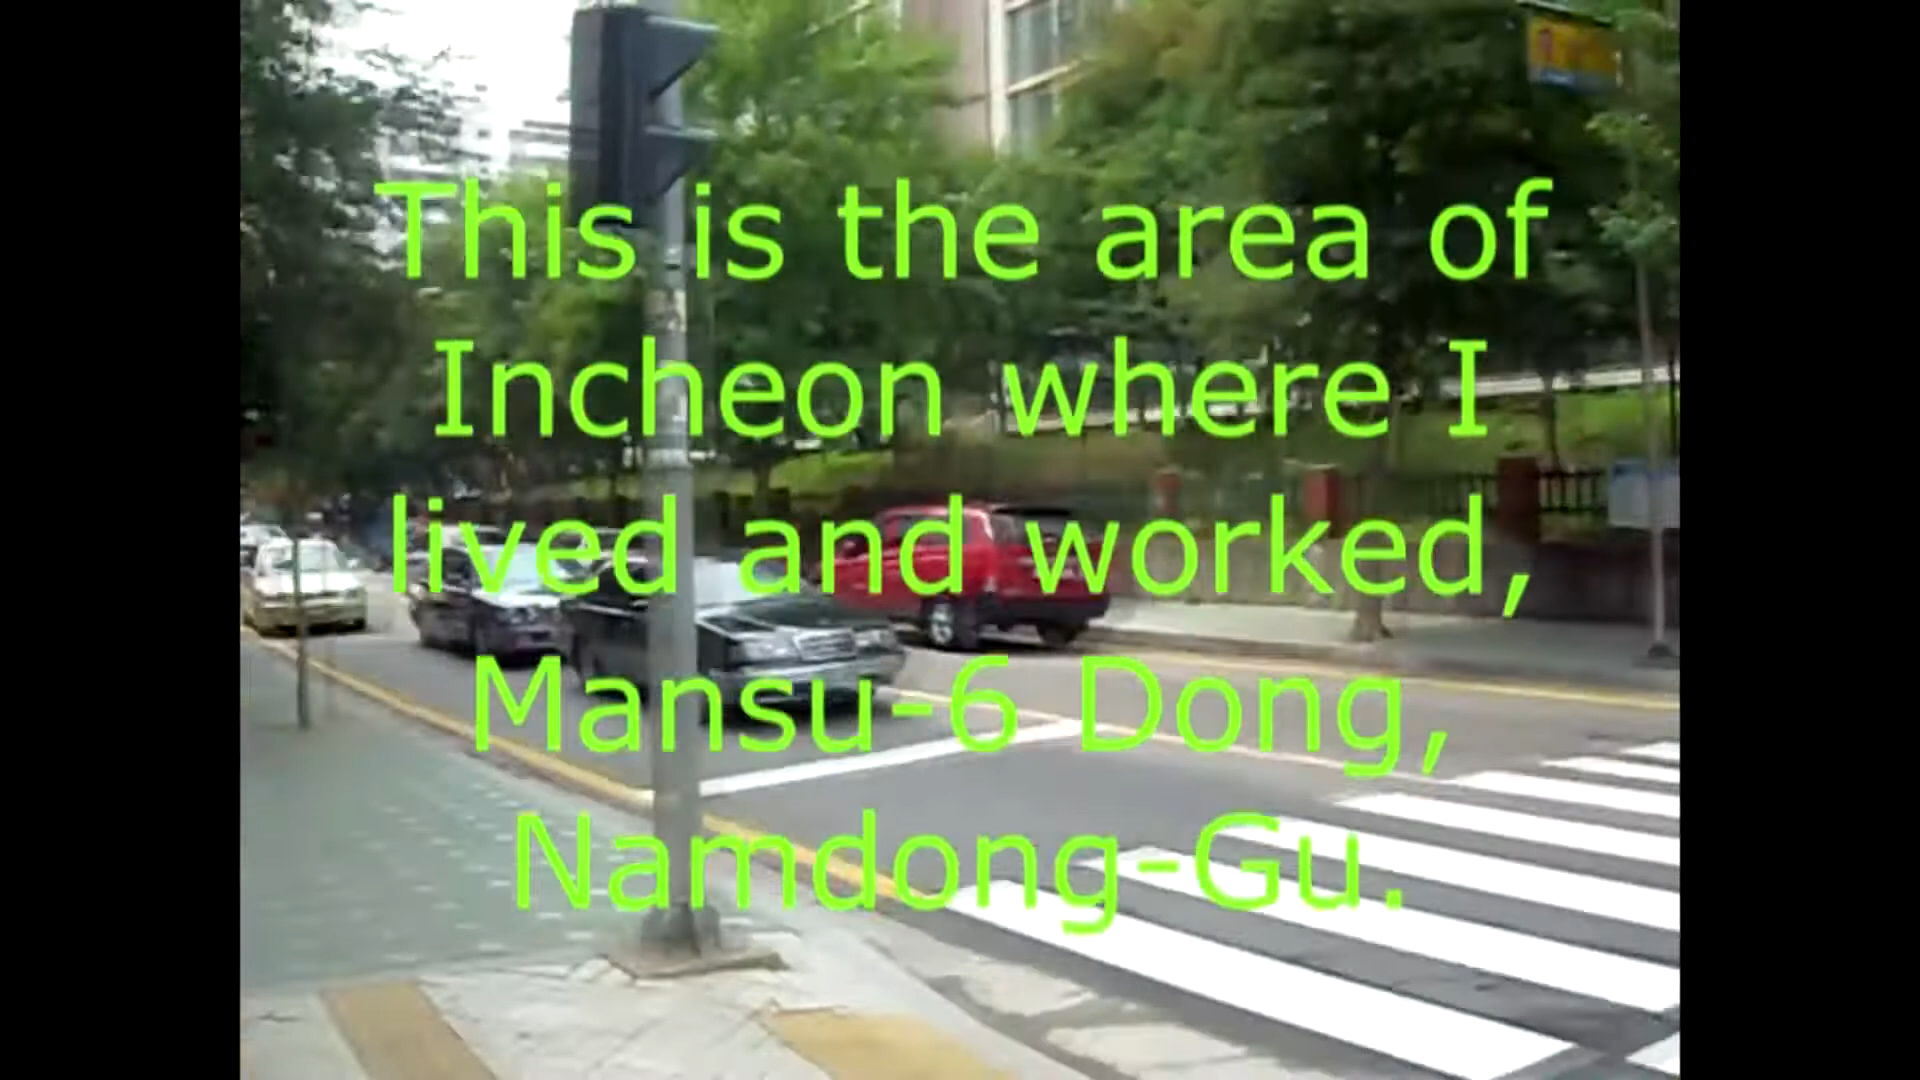 This is the area of
Incheon where I
lived and worked,
Mansu-6 Dong,
Namdong-Gu.